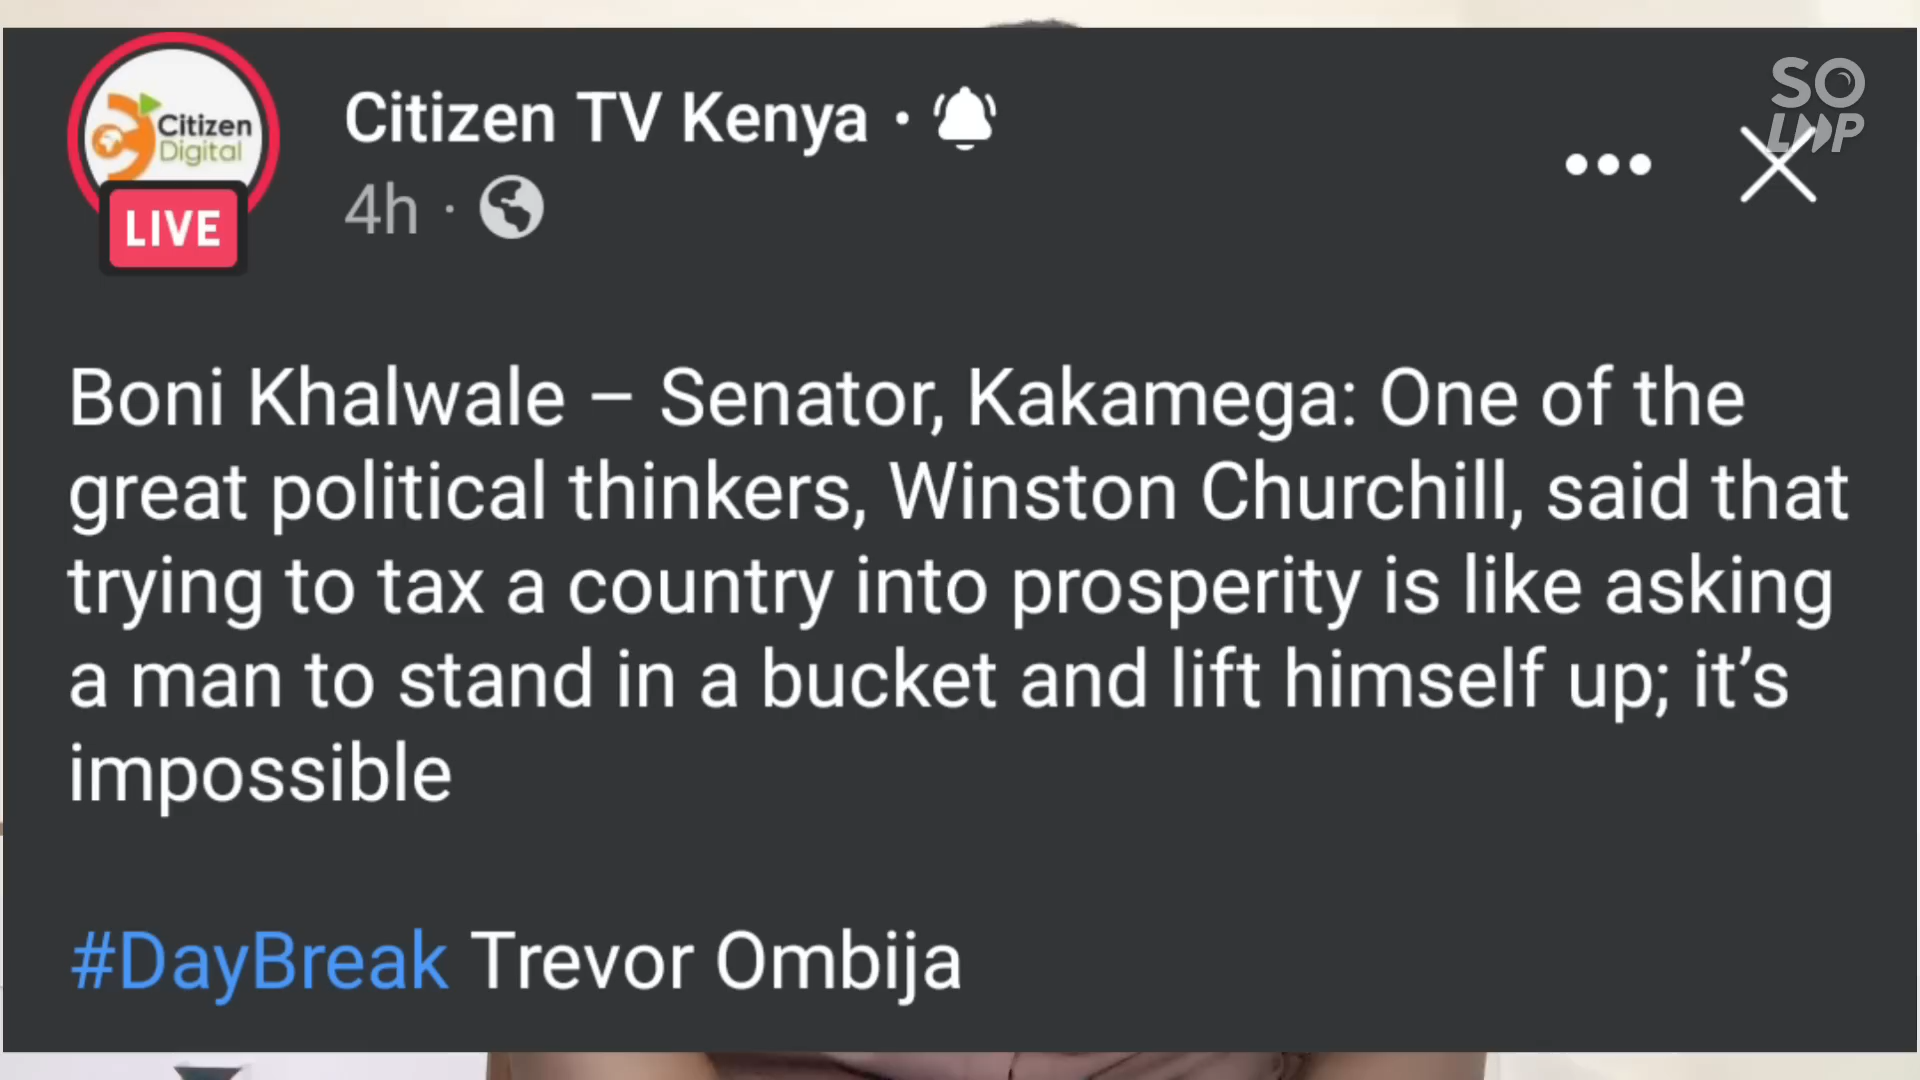 Citizen TV Kenya ·
Citizen
Digital
LIVE
4h ·
SO
LP
Boni Khalwale – Senator, Kakamega: One of the
great political thinkers, Winston Churchill, said that
trying to tax a country into prosperity is like asking
a man to stand in a bucket and lift himself up; it’s
impossible
#DayBreak Trevor Ombija